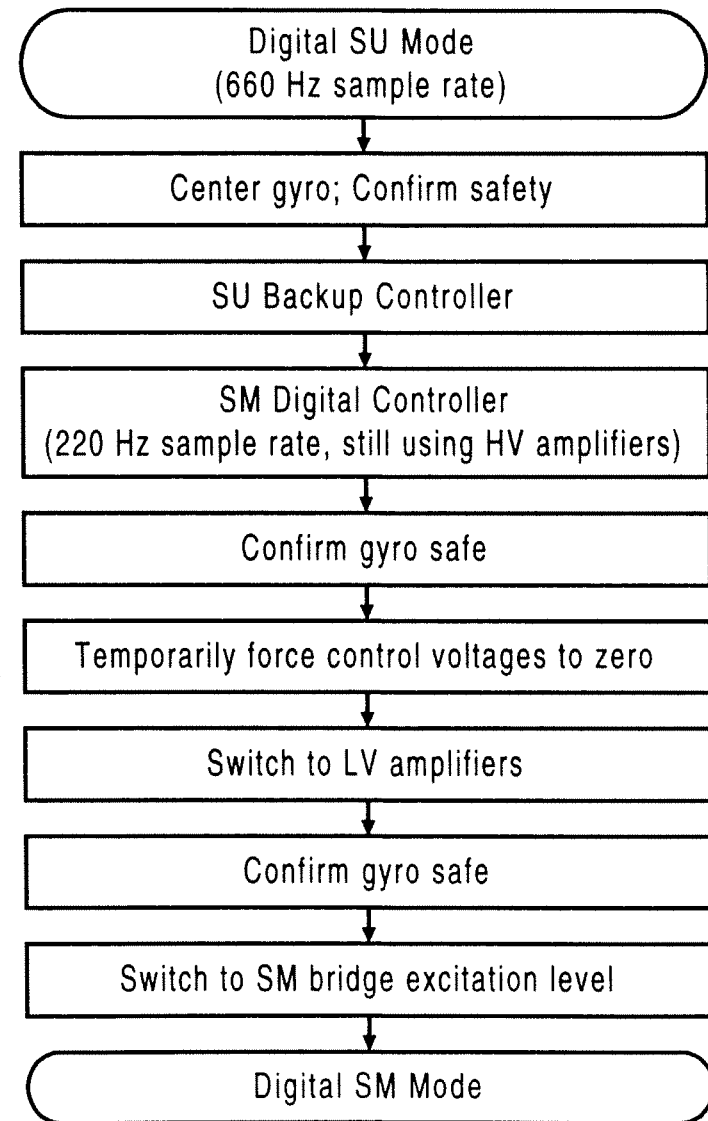 Digital SU Mode
(660 Hz sample rate)
Center gyro; Confirm safety
SU Backup Controller
SM Digital Controller
(220 Hz sample rate, still using HV amplifiers)
Confirm gyro safe
Temporarily force control voltages to zero
Switch to LV amplifiers
Confirm gyro safe
Switch to SM bridge excitation level
Digital SM Mode